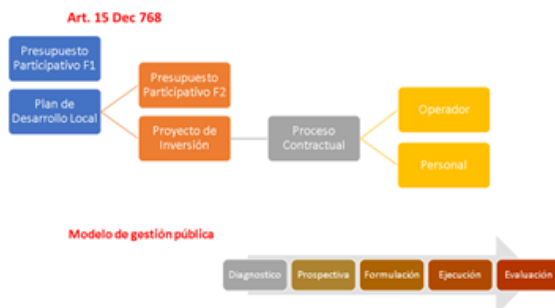 Art. 15 Dec 768
Presupuesto
Participativo F1
Plan de
Desarrollo Local
Presupuesto
Participativo F2
Proyecto de
Inversión
Proceso
Contractual
Operador
Personal
Modelo de gestión pública
Diagnostico
Prospectiva
Formulación
Ejecución
Evaluación